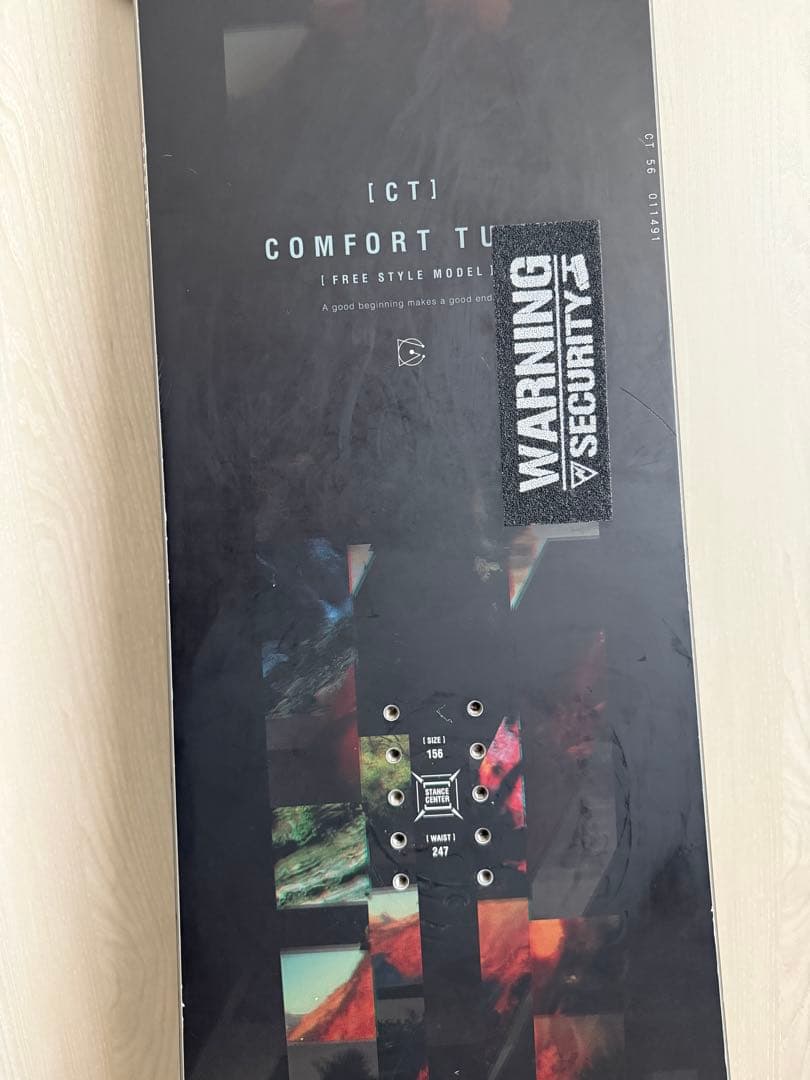 [CT]
COMFORT TU
[ FREE STYLE MODEL ]
A good beginning makes a good end.
CT 56 011491
WARNING
SECURITY
[ SIZE ]
156
STANCE
CENTER
[ WAIST ]
247